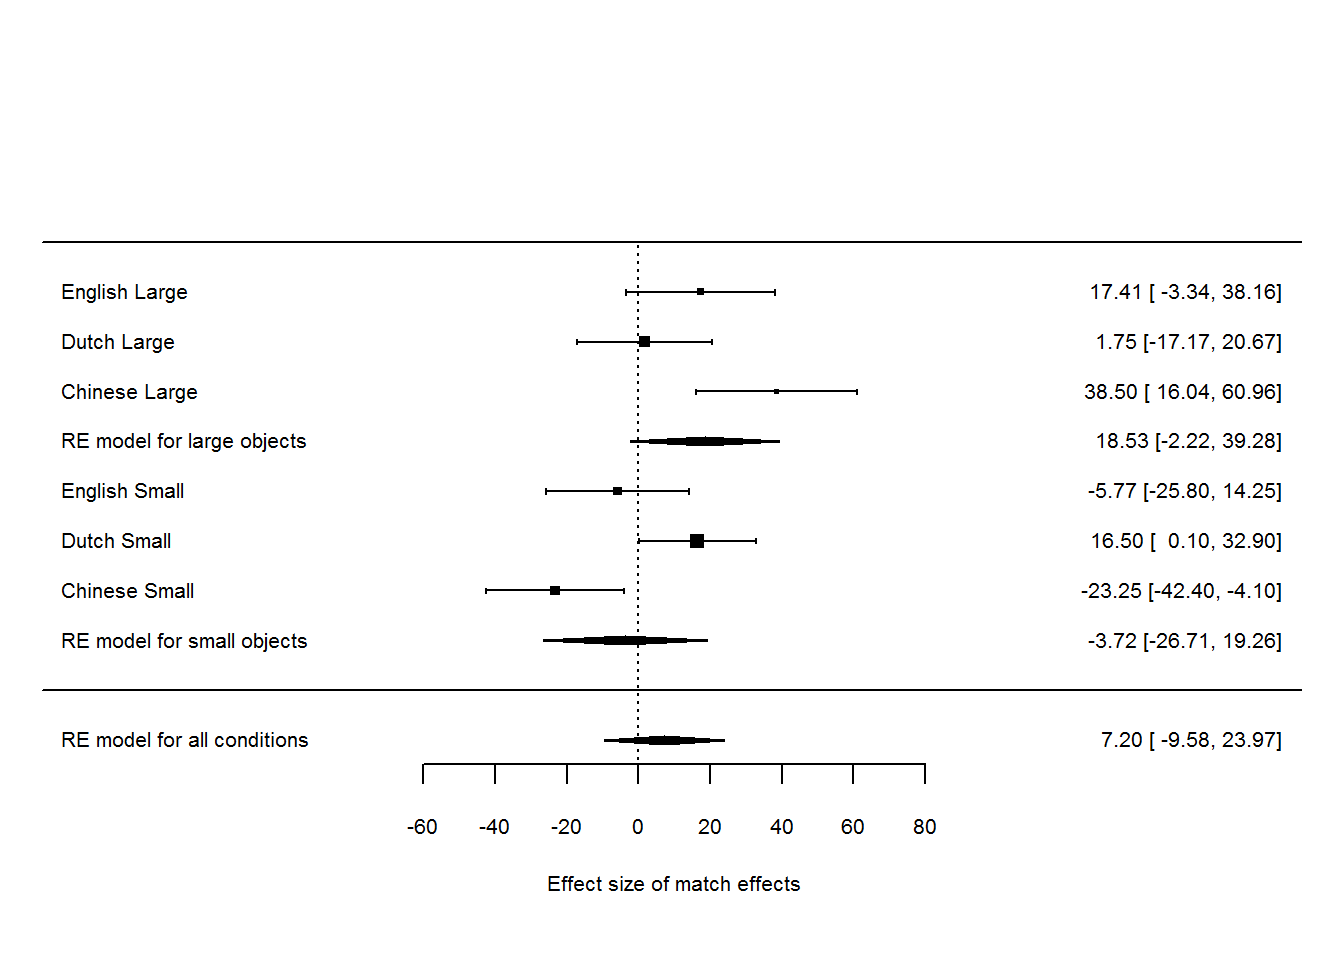 English Large 17.41 [ -3.34, 38.16]
Dutch Large 1.75 [-17.17, 20.67]
Chinese Large 38.50 [ 16.04, 60.96]
RE model for large objects 18.53 [-2.22, 39.28]
English Small -5.77 [-25.80, 14.25]
Dutch Small 16.50 [  0.10, 32.90]
Chinese Small -23.25 [-42.40, -4.10]
RE model for small objects -3.72 [-26.71, 19.26]
RE model for all conditions 7.20 [ -9.58, 23.97]
-60 -40 -20 0 20 40 60 80
Effect size of match effects